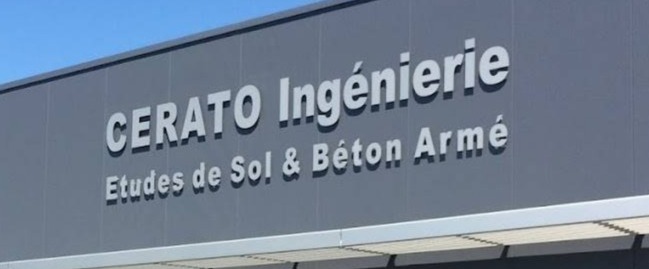 CERATO Ingénierie
Etudes de Sol & Béton Armé